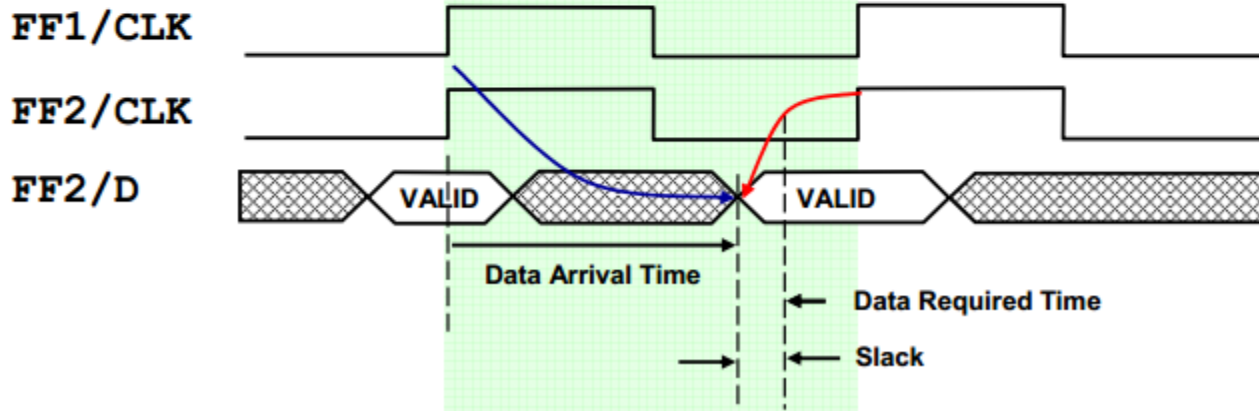 FF1/CLK
FF2/CLK
FF2/D
VALID
VALID
Data Arrival Time
Data Required Time
Slack